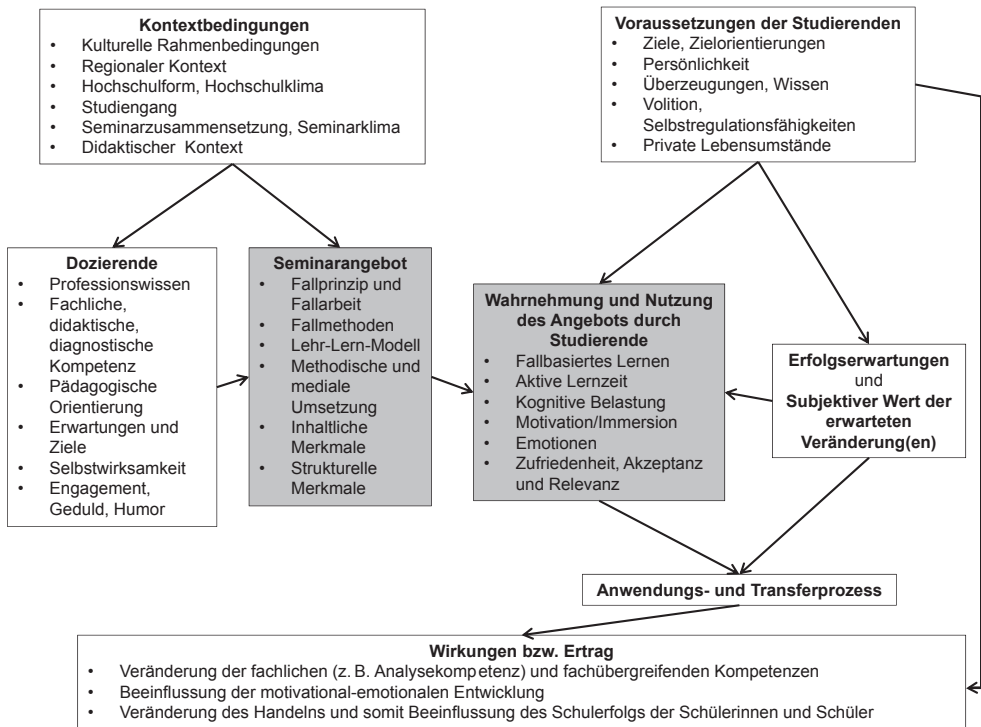 Kontextbedingungen
• Kulturelle Rahmenbedingungen
• Regionaler Kontext
• Hochschulform, Hochschulklima
• Studiengang
• Seminarzusammensetzung, Seminarklima
• Didaktischer Kontext
Voraussetzungen der Studierenden
• Ziele, Zielorientierungen
• Persönlichkeit
• Überzeugungen, Wissen
• Volition,
Selbstregulationsfähigkeiten
• Private Lebensumstände
Dozierende
• Professionswissen
• Fachliche,
didaktische,
diagnostische
Kompetenz
• Pädagogische
Orientierung
• Erwartungen und
Ziele
• Selbstwirksamkeit
• Engagement,
Geduld, Humor
Seminarangebot
• Fallprinzip und
Fallarbeit
• Fallmethoden
• Lehr-Lern-Modell
• Methodische und
mediale
Umsetzung
• Inhaltliche
Merkmale
• Strukturelle
Merkmale
Wahrnehmung und Nutzung
des Angebots durch
Studierende
• Fallbasiertes Lernen
• Aktive Lernzeit
• Kognitive Belastung
• Motivation/Immersion
• Emotionen
• Zufriedenheit, Akzeptanz
und Relevanz
Erfolgserwartungen
und
Subjektiver Wert der
erwarteten
Veränderung(en)
Anwendungs- und Transferprozess
Wirkungen bzw. Ertrag
• Veränderung der fachlichen (z. B. Analysekompetenz) und fachübergreifenden Kompetenzen
• Beeinflussung der motivational-emotionalen Entwicklung
• Veränderung des Handelns und somit Beeinflussung des Schulerfolgs der Schülerinnen und Schüler